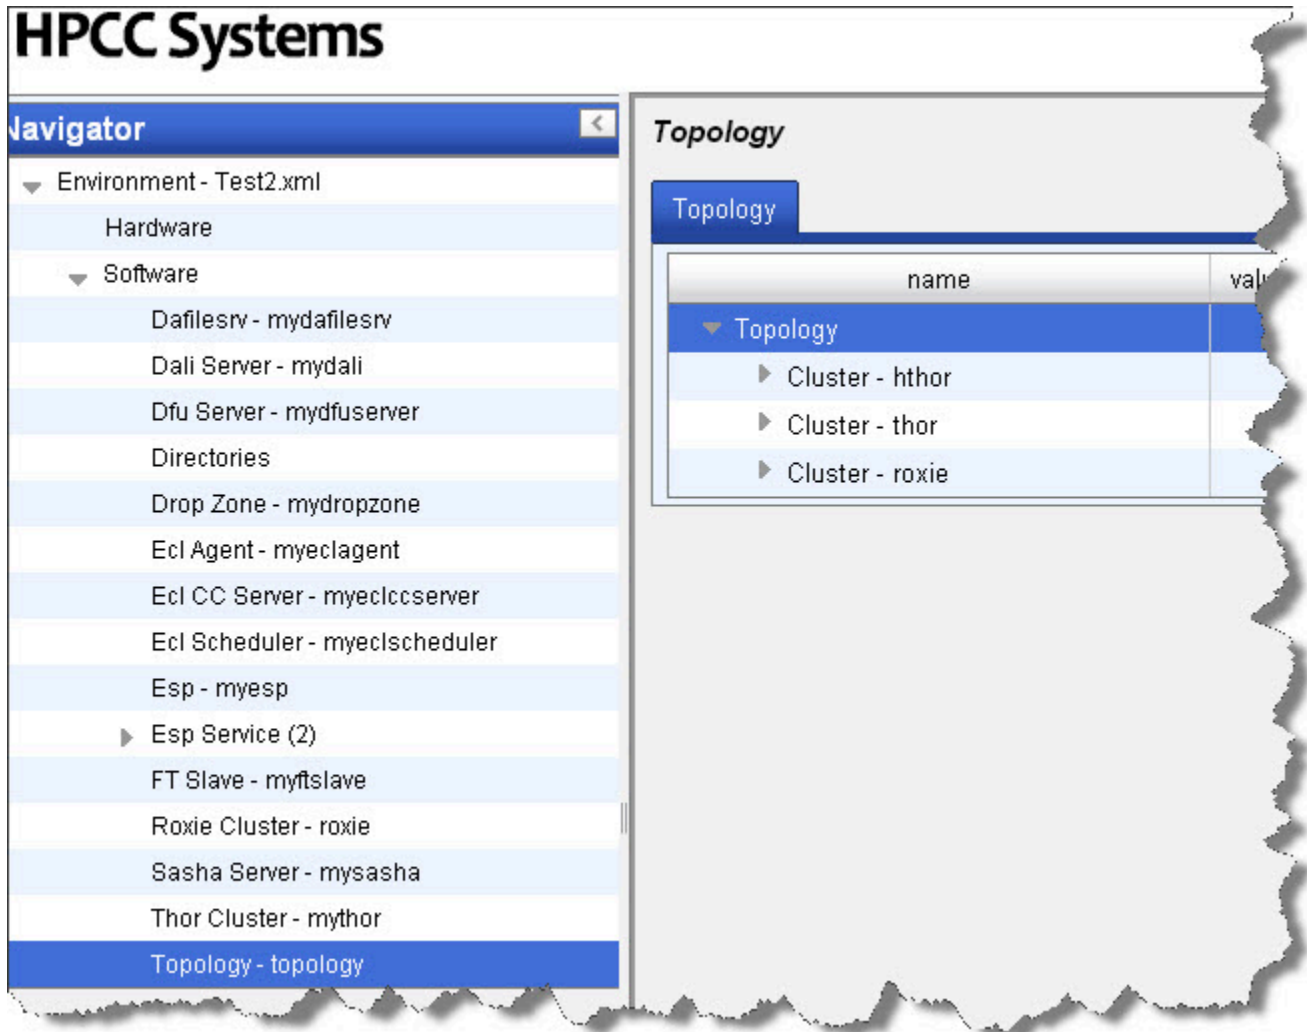 HPCC Systems
Navigator
Environment - Test2.xml
Hardware
Software
Dafilesrv - mydafilesrv
Dali Server - mydali
Dfu Server - mydfuserver
Directories
Drop Zone - mydropzone
Ecl Agent - myeclagent
Ecl CC Server - myeclccserver
Ecl Scheduler - myeclscheduler
Esp - myesp
Esp Service (2)
FT Slave - myftslave
Roxie Cluster - roxie
Sasha Server - mysasha
Thor Cluster - mythor
Topology - topology
Topology
Topology
name
Topology
Cluster - hthor
Cluster - thor
Cluster - roxie